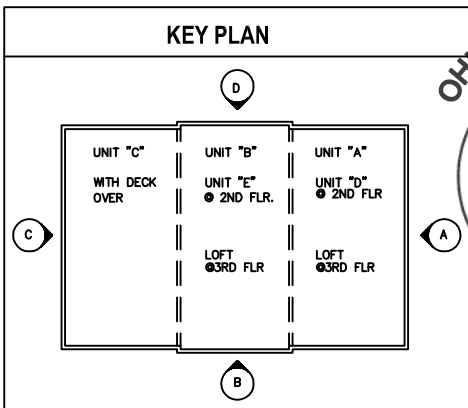 KEY PLAN
D
UNIT "C"
WITH DECK
OVER
UNIT "B"
UNIT "E"
@ 2ND FLR.
LOFT
@3RD FLR
UNIT "A"
UNIT "D"
@ 2ND FLR
LOFT
@3RD FLR
C
A
B